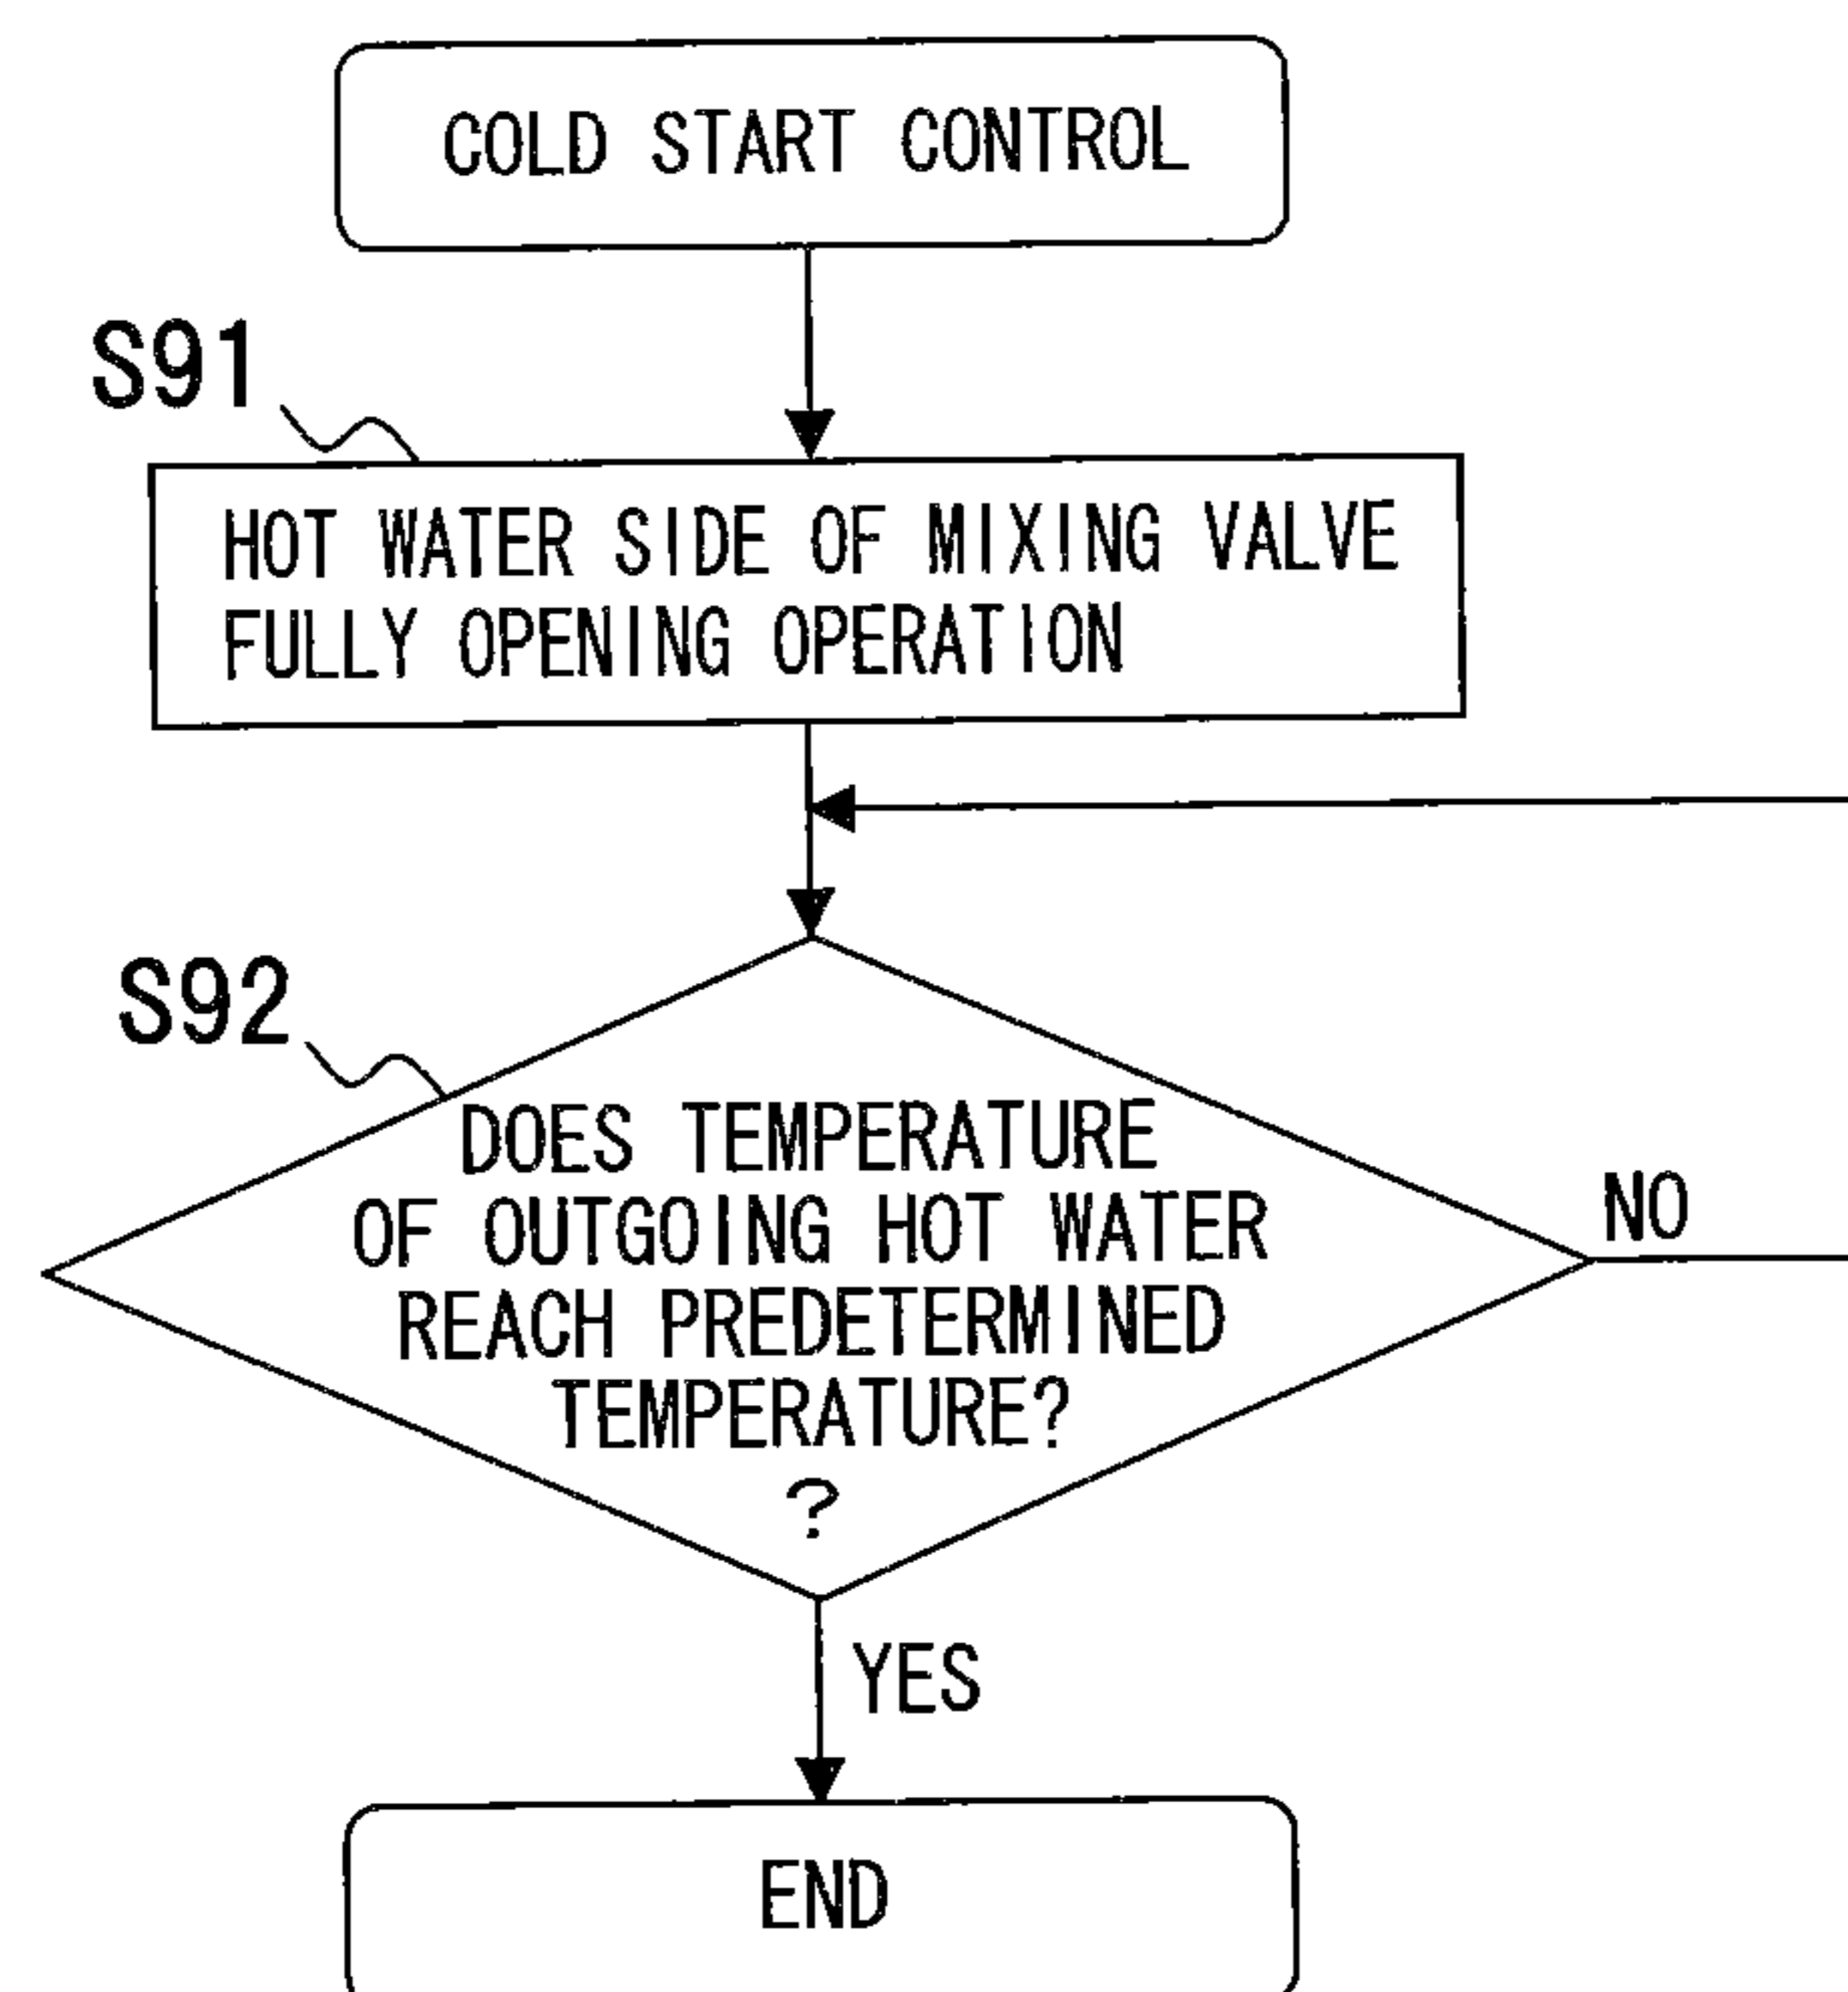 COLD START CONTROL
S91
HOT WATER SIDE OF MIXING VALVE
FULLY OPENING OPERATION
S92
DOES TEMPERATURE
OF OUTGOING HOT WATER
REACH PREDETERMINED
TEMPERATURE?
?
NO
YES
END